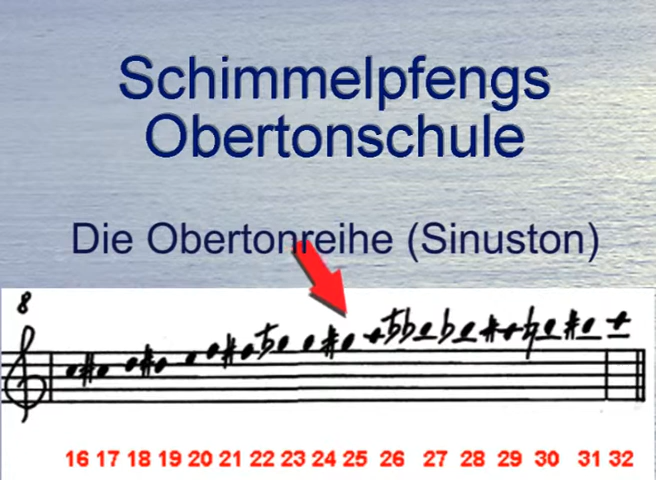 Schimmelpfengs
Obertonschule
Die Obertonreihe (Sinuston)
8
16 17 18 19 20 21 22 23 24 25 26 27 28 29 30 31 32